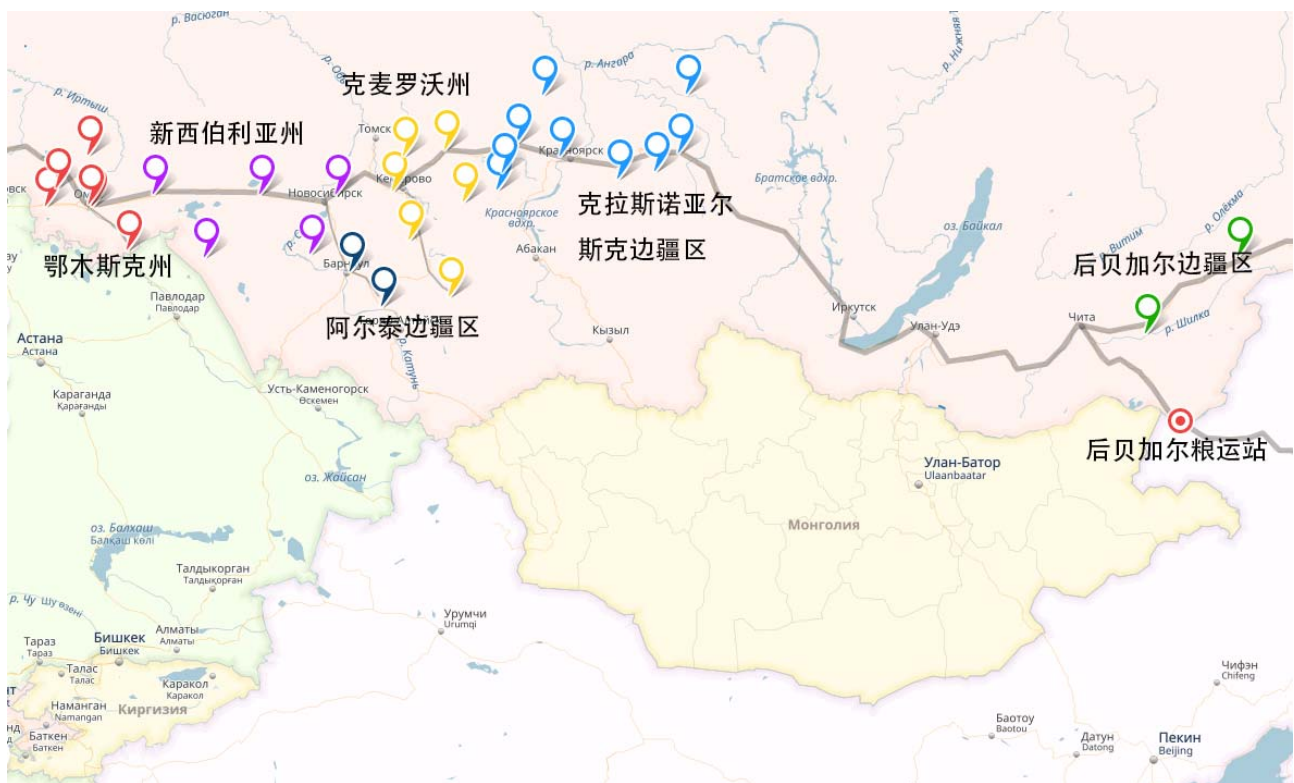 р. Васюган
р. Обь
р. Ангара
р. Иртыш
克麦罗沃州
Томск
新西伯利亚州
Красноярск
овск
Ом
Новосибирск
Кемерово
Братское вдхр.
р. Олёкма
Красноярское
вдхр.
克拉斯诺亚尔
斯克边疆区
оз. Байкал
р. Витим
Абакан
鄂木斯克州
Барнаул
后贝加尔边疆区
Павлодар
Павлодар
阿尔泰边疆区
Кызыл
Иркутск
Улан-Удэ
Чита
р. Шилка
Астана
Астана
р. Катунь
Караганда
Қарағанды
Усть-Каменогорск
Өскемен
后贝加尔粮运站
оз. Жайсан
Улан-Батор
Ulaanbaatar
оз. Балхаш
Балқаш көлі
Монголия
Талдыкорган
Талдықорған
р. Чу Шу өзені
Урумчи
Urumqi
Алматы
Алматы
Тараз
Тараз
Бишкек
Бишкек
Талас
Талас
Каракол
Каракол
Чифэн
Chifeng
Наманган
Namangan
Киргизия
Баткен
Баткен
Баотоу
Baotou
Датун
Datong
Пекин
Beijing